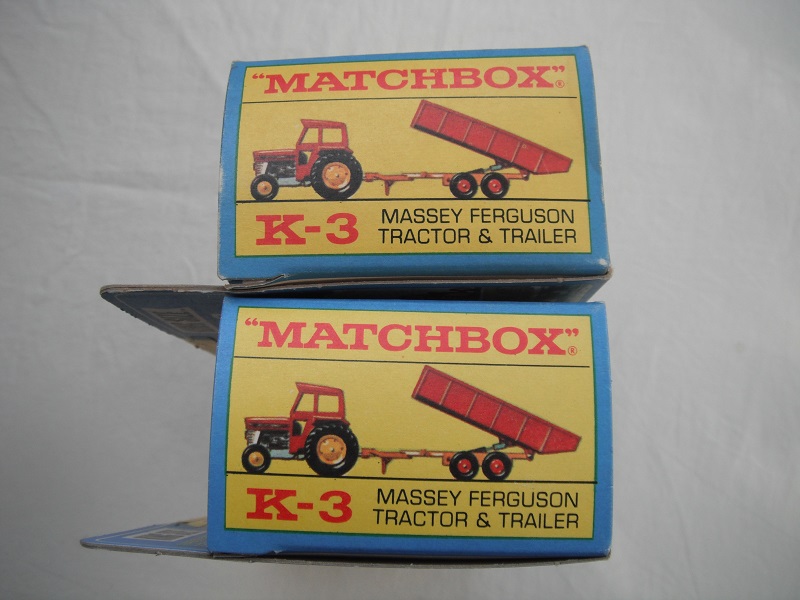 "MATCHBOX"®
K-3 MASSEY FERGUSON
TRACTOR & TRAILER
"MATCHBOX"®
K-3 MASSEY FERGUSON
TRACTOR & TRAILER